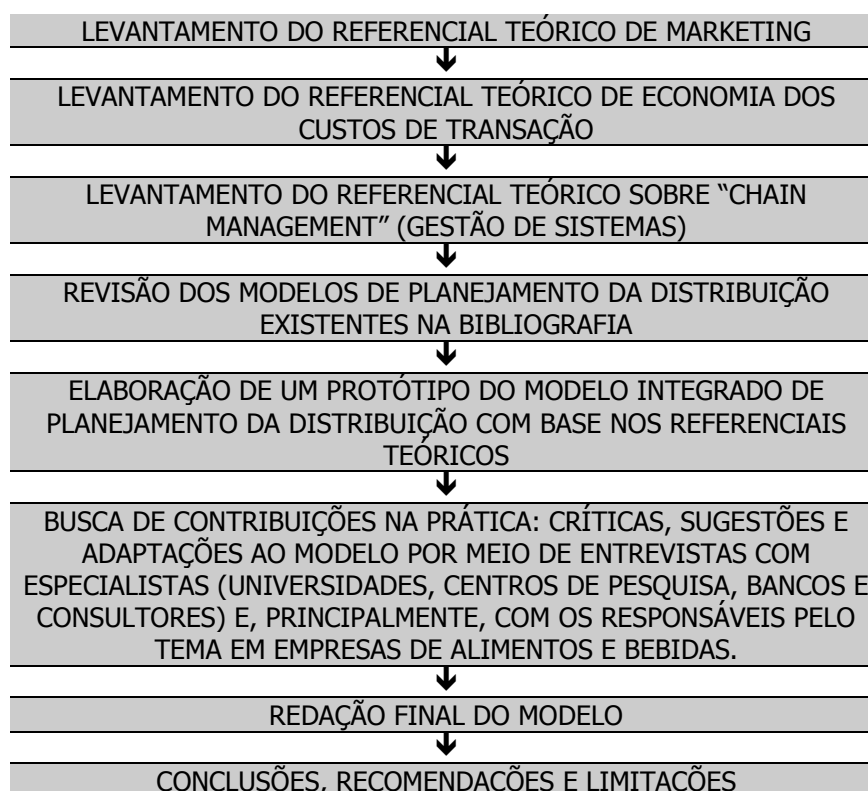 LEVANTAMENTO DO REFERENCIAL TEÓRICO DE MARKETING
LEVANTAMENTO DO REFERENCIAL TEÓRICO DE ECONOMIA DOS
CUSTOS DE TRANSAÇÃO
LEVANTAMENTO DO REFERENCIAL TEÓRICO SOBRE “CHAIN
MANAGEMENT” (GESTÃO DE SISTEMAS)
REVISÃO DOS MODELOS DE PLANEJAMENTO DA DISTRIBUIÇÃO
EXISTENTES NA BIBLIOGRAFIA
ELABORAÇÃO DE UM PROTÓTIPO DO MODELO INTEGRADO DE
PLANEJAMENTO DA DISTRIBUIÇÃO COM BASE NOS REFERENCIAIS
TEÓRICOS
BUSCA DE CONTRIBUIÇÕES NA PRÁTICA: CRÍTICAS, SUGESTÕES E
ADAPTAÇÕES AO MODELO POR MEIO DE ENTREVISTAS COM
ESPECIALISTAS (UNIVERSIDADES, CENTROS DE PESQUISA, BANCOS E
CONSULTORES) E, PRINCIPALMENTE, COM OS RESPONSÁVEIS PELO
TEMA EM EMPRESAS DE ALIMENTOS E BEBIDAS.
REDAÇÃO FINAL DO MODELO
CONCLUSÕES, RECOMENDAÇÕES E LIMITAÇÕES